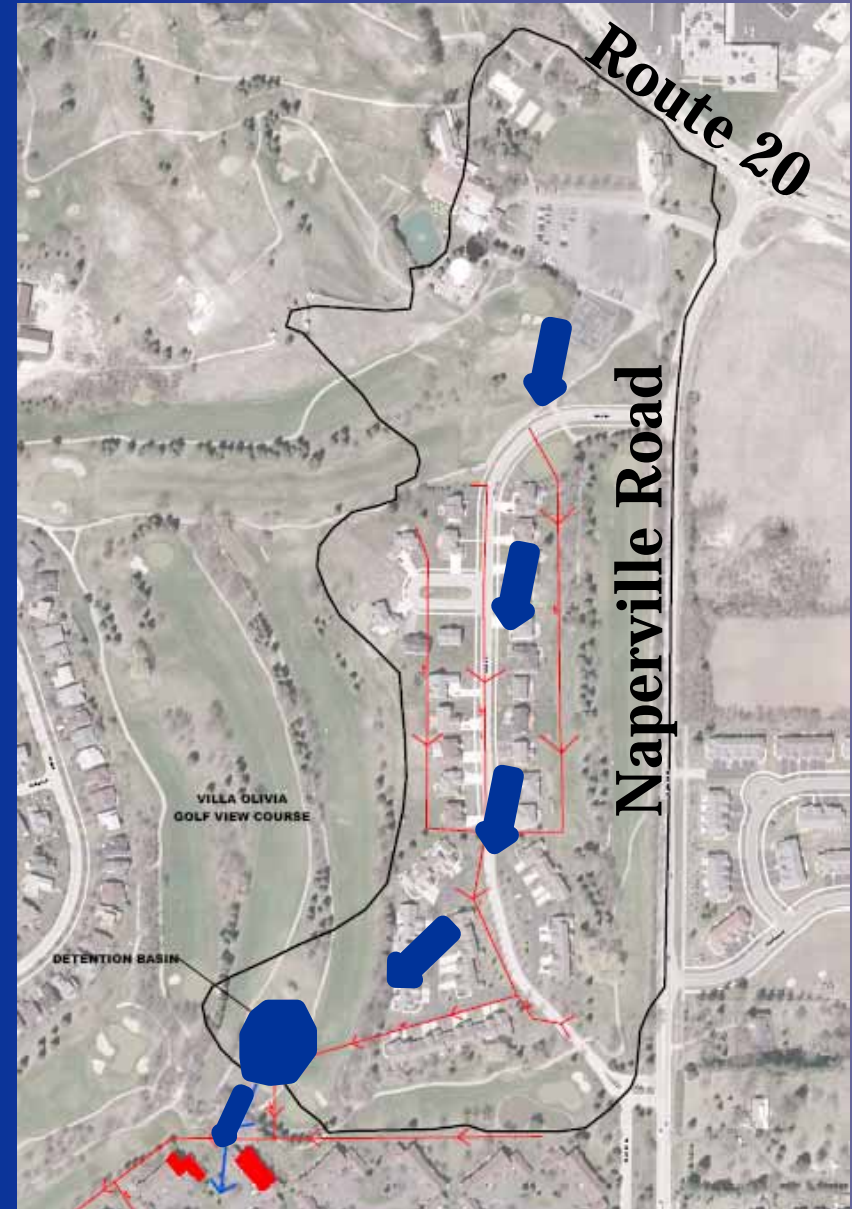 Route 20
Naperville Road
VILLA OLIVIA
GOLF VIEW COURSE
DETENTION BASIN